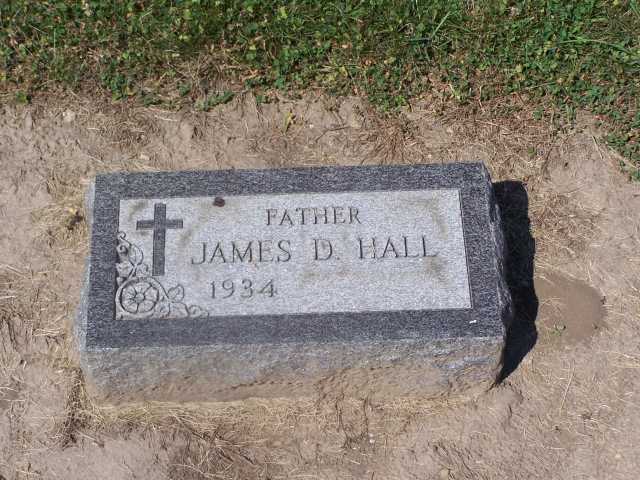 FATHER
JAMES D. HALL
1934